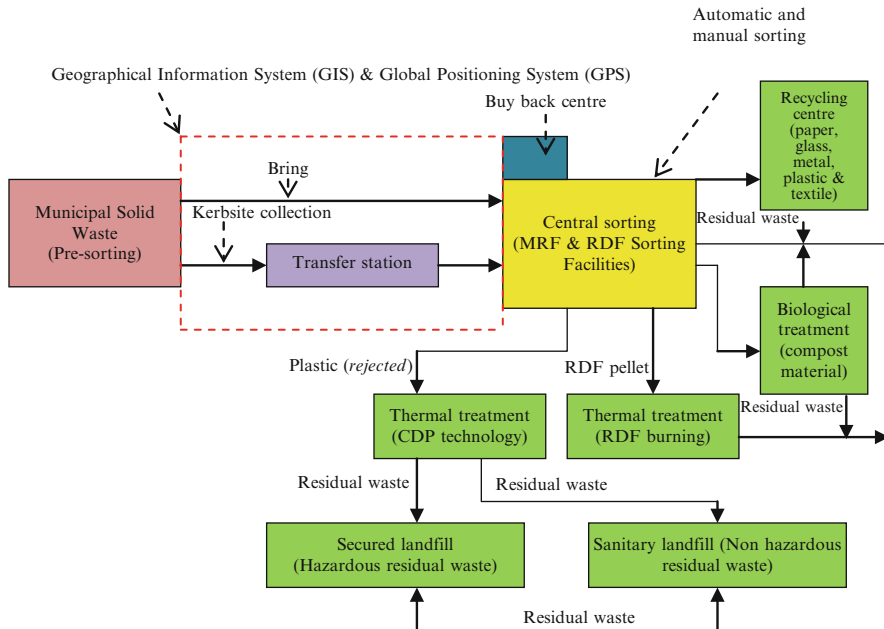 Automatic and
manual sorting
Geographical Information System (GIS) & Global Positioning System (GPS)
Buy back centre
Recycling
centre
(paper,
glass,
metal,
plastic &
textile)
Bring
Kerbsite collection
Municipal Solid
Waste
(Pre-sorting)
Transfer station
Central sorting
(MRF & RDF Sorting
Facilities)
Residual waste
Biological
treatment
(compost
material)
Plastic (rejected)
RDF pellet
Residual waste
Thermal treatment
(CDP technology)
Thermal treatment
(RDF burning)
Residual waste
Residual waste
Secured landfill
(Hazardous residual waste)
Sanitary landfill (Non hazardous
residual waste)
Residual waste